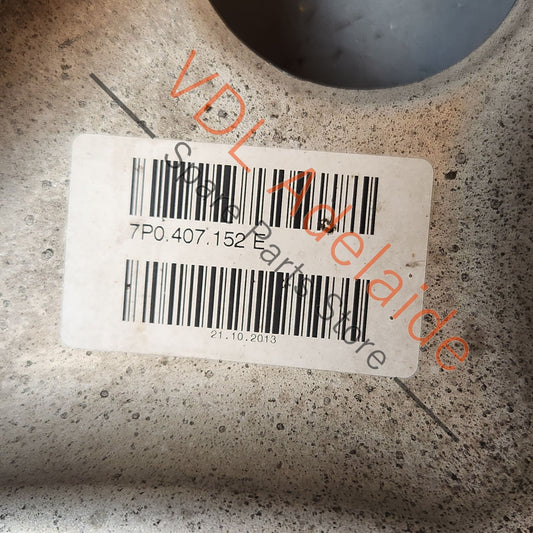 7P0.407.152 E
21.10.2013
VDL Adelaide
Spare Parts Store